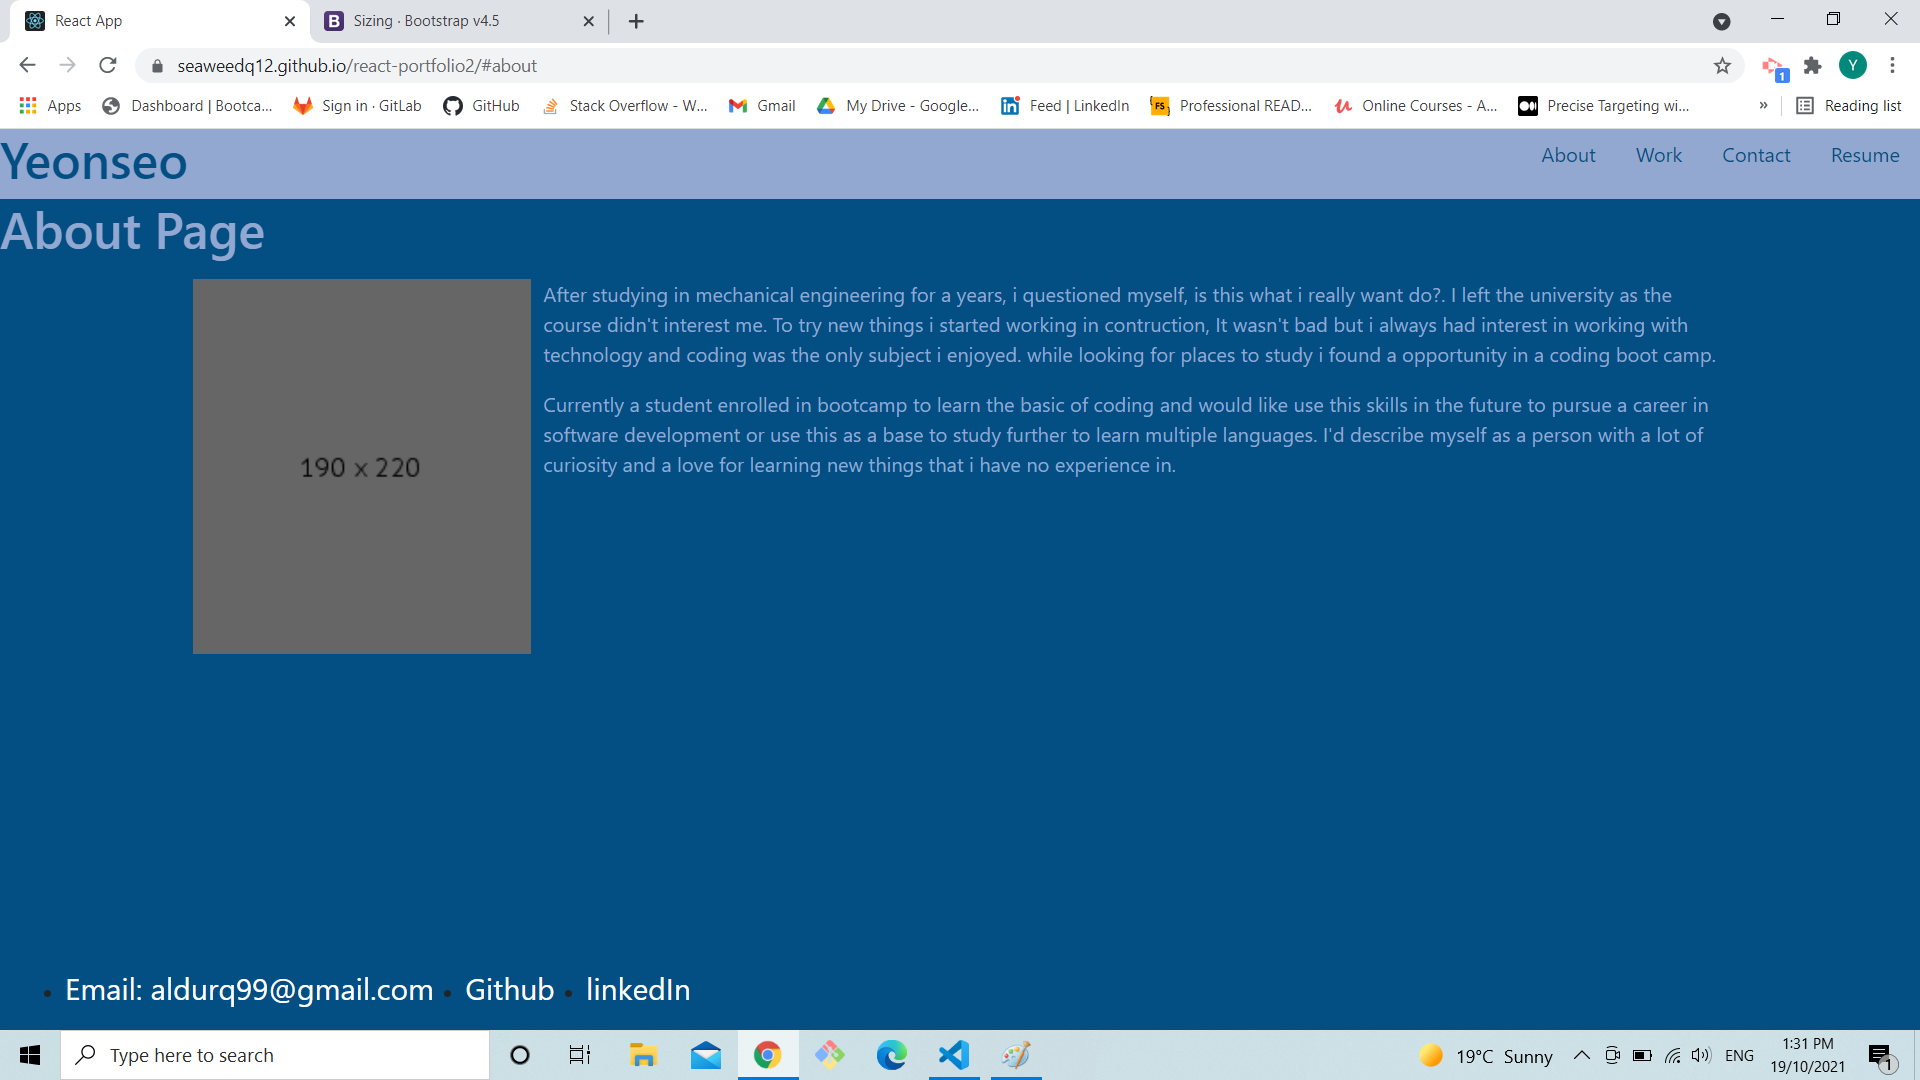 React App
Sizing · Bootstrap v4.5
seaweedq12.github.io/react-portfolio2/#about
Y
1
Apps
Dashboard | Bootca...
Sign in · GitLab
GitHub
Stack Overflow - W...
Gmail
My Drive - Google...
Feed | LinkedIn
Professional READ...
Online Courses - A...
Precise Targeting wi...
»
Reading list
Yeonseo
About
Work
Contact
Resume
About Page
190 x 220
After studying in mechanical engineering for a years, i questioned myself, is this what i really want do?. I left the university as the
course didn't interest me. To try new things i started working in contruction, It wasn't bad but i always had interest in working with
technology and coding was the only subject i enjoyed. while looking for places to study i found a opportunity in a coding boot camp.
Currently a student enrolled in bootcamp to learn the basic of coding and would like use this skills in the future to pursue a career in
software development or use this as a base to study further to learn multiple languages. I'd describe myself as a person with a lot of
curiosity and a love for learning new things that i have no experience in.
• Email: aldurq99@gmail.com • Github • linkedIn
Type here to search
19°C Sunny
ENG
1:31 PM
19/10/2021
1